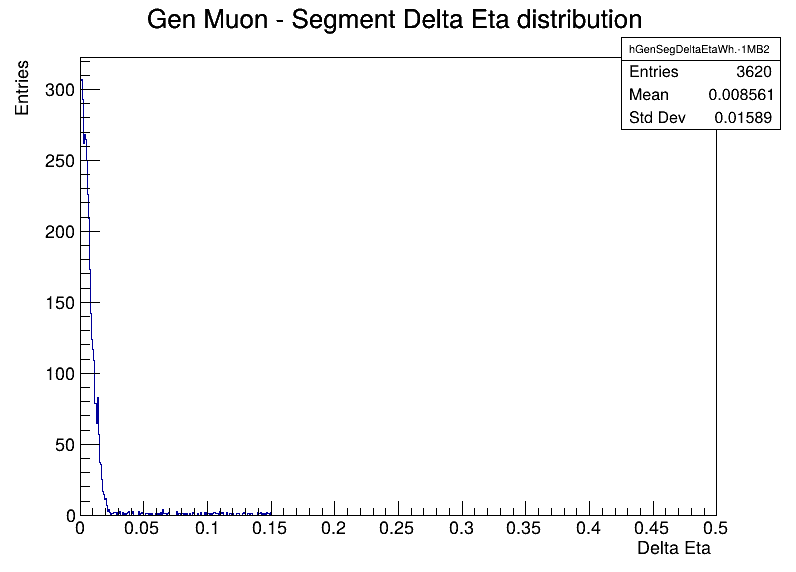 Gen Muon - Segment Delta Eta distribution
hGenSegDeltaEtaWh.-1MB2
Entries 3620
Mean 0.008561
Std Dev 0.01589
Entries
300
250
200
150
100
50
0
0 0.05 0.1 0.15 0.2 0.25 0.3 0.35 0.4 0.45 0.5
Delta Eta